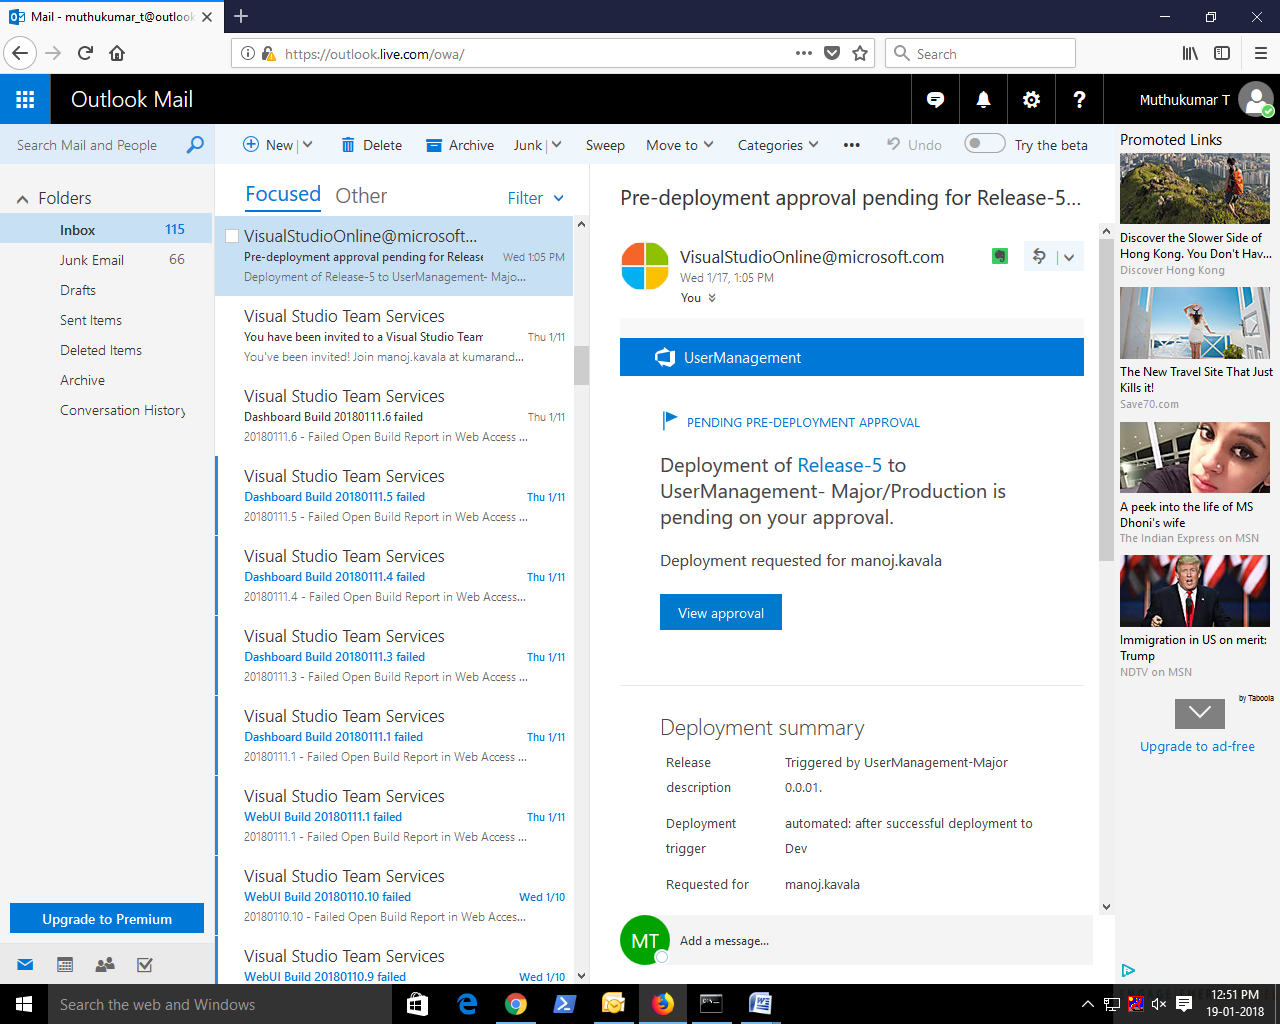 Mail - muthukumar_t@outlook
https://outlook.live.com/owa/
Search
Outlook Mail
Muthukumar T
Search Mail and People
New
Delete
Archive
Junk
Sweep
Move to
Categories
Undo
Try the beta
Folders
Inbox 115
Junk Email 66
Drafts
Sent Items
Deleted Items
Archive
Conversation History
Upgrade to Premium
Focused Other Filter
VisualStudioOnline@microsoft...
Pre-deployment approval pending for Release Wed 1:05 PM
Deployment of Release-5 to UserManagement- Majo...
Visual Studio Team Services
You have been invited to a Visual Studio Team Thu 1/11
You've been invited! Join manoj.kavala at kumarand...
Visual Studio Team Services
Dashboard Build 20180111.6 failed Thu 1/11
20180111.6 - Failed Open Build Report in Web Access ...
Visual Studio Team Services
Dashboard Build 20180111.5 failed Thu 1/11
20180111.5 - Failed Open Build Report in Web Access ...
Visual Studio Team Services
Dashboard Build 20180111.4 failed Thu 1/11
20180111.4 - Failed Open Build Report in Web Access...
Visual Studio Team Services
Dashboard Build 20180111.3 failed Thu 1/11
20180111.3 - Failed Open Build Report in Web Access ...
Visual Studio Team Services
Dashboard Build 20180111.1 failed Thu 1/11
20180111.1 - Failed Open Build Report in Web Access ...
Visual Studio Team Services
WebUI Build 20180111.1 failed Thu 1/11
20180111.1 - Failed Open Build Report in Web Access ...
Visual Studio Team Services
WebUI Build 20180110.10 failed Wed 1/10
20180110.10 - Failed Open Build Report in Web Acces...
Visual Studio Team Services
WebUI Build 20180110.9 failed Wed 1/10
Pre-deployment approval pending for Release-5...
VisualStudioOnline@microsoft.com
Wed 1/17, 1:05 PM
You
UserManagement
PENDING PRE-DEPLOYMENT APPROVAL
Deployment of Release-5 to
UserManagement- Major/Production is
pending on your approval.
Deployment requested for manoj.kavala
View approval
Deployment summary
Release Triggered by UserManagement-Major
description 0.0.01.
Deployment automated: after successful deployment to
trigger Dev
Requested for manoj.kavala
MT
Add a message...
Promoted Links
Discover the Slower Side of
Hong Kong. You Don't Hav...
Discover Hong Kong
The New Travel Site That Just
Kills it!
Save70.com
A peek into the life of MS
Dhoni's wife
The Indian Express on MSN
Immigration in US on merit:
Trump
NDTV on MSN
by Taboola
Upgrade to ad-free
Search the web and Windows
12:51 PM
19-01-2018